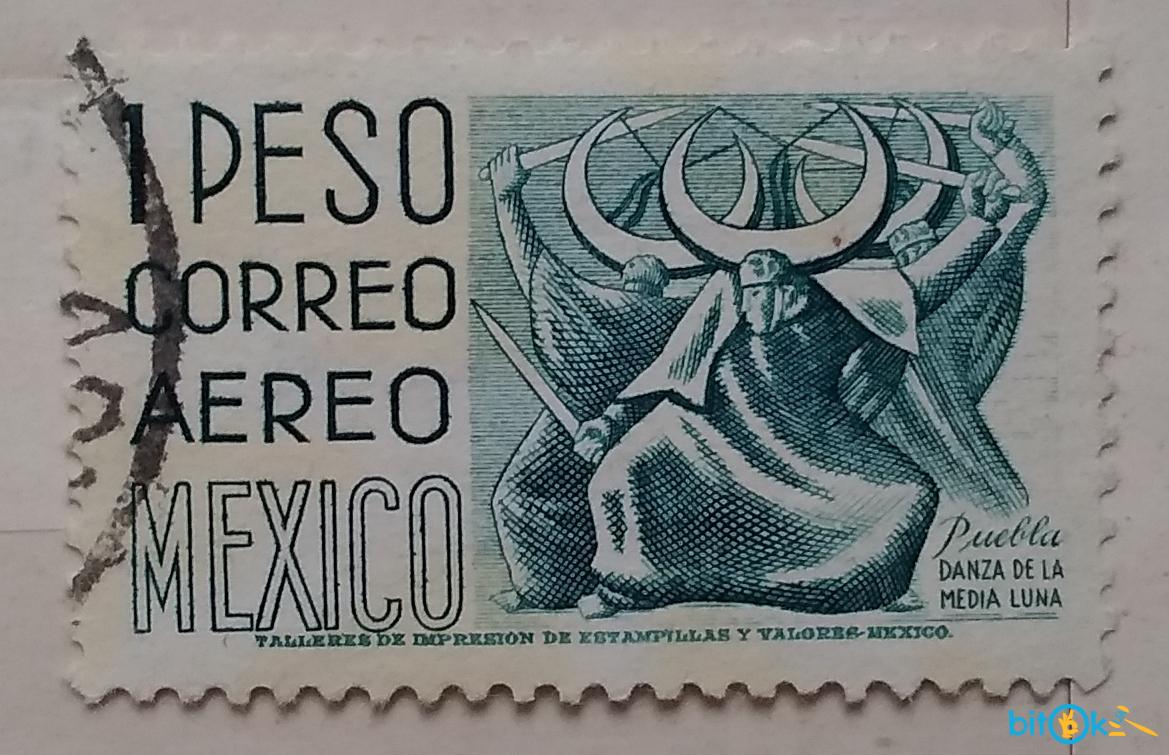 1 PESO
CORREO
AEREO
MEXICO
Puebla
DANZA DE LA
MEDIA LUNA
TALLERES DE IMPRESION DE ESTAMPILLAS Y VALORES-MEXICO.
bitok